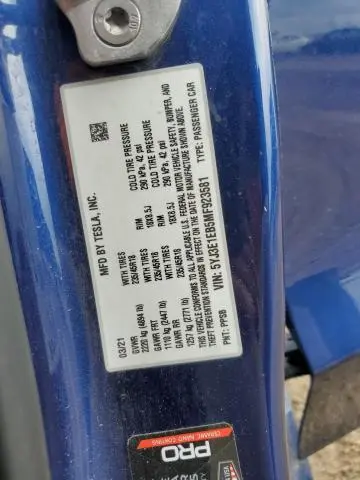 MFD BY TESLA, INC.
03/21
GVWR
2220 kg (4894 lb)
GAWR FRT WITH TIRES RIM COLD TIRE PRESSURE
1110 kg (2447 lb) 235/45R18 18X8.5J 290 kPa, 42 psi
GAWR RR WITH TIRES RIM COLD TIRE PRESSURE
1257 kg (2771 lb) 235/45R18 18X8.5J 290 kPa, 42 psi
THIS VEHICLE CONFORMS TO ALL APPLICABLE U.S. FEDERAL MOTOR VEHICLE SAFETY, BUMPER, AND
THEFT PREVENTION STANDARDS IN EFFECT ON THE DATE OF MANUFACTURE SHOWN ABOVE.
VIN: 5YJ3E1EB5MF923581 TYPE: PASSENGER CAR
PNT: PPSB
CERAMIC NANO COATING
PRO